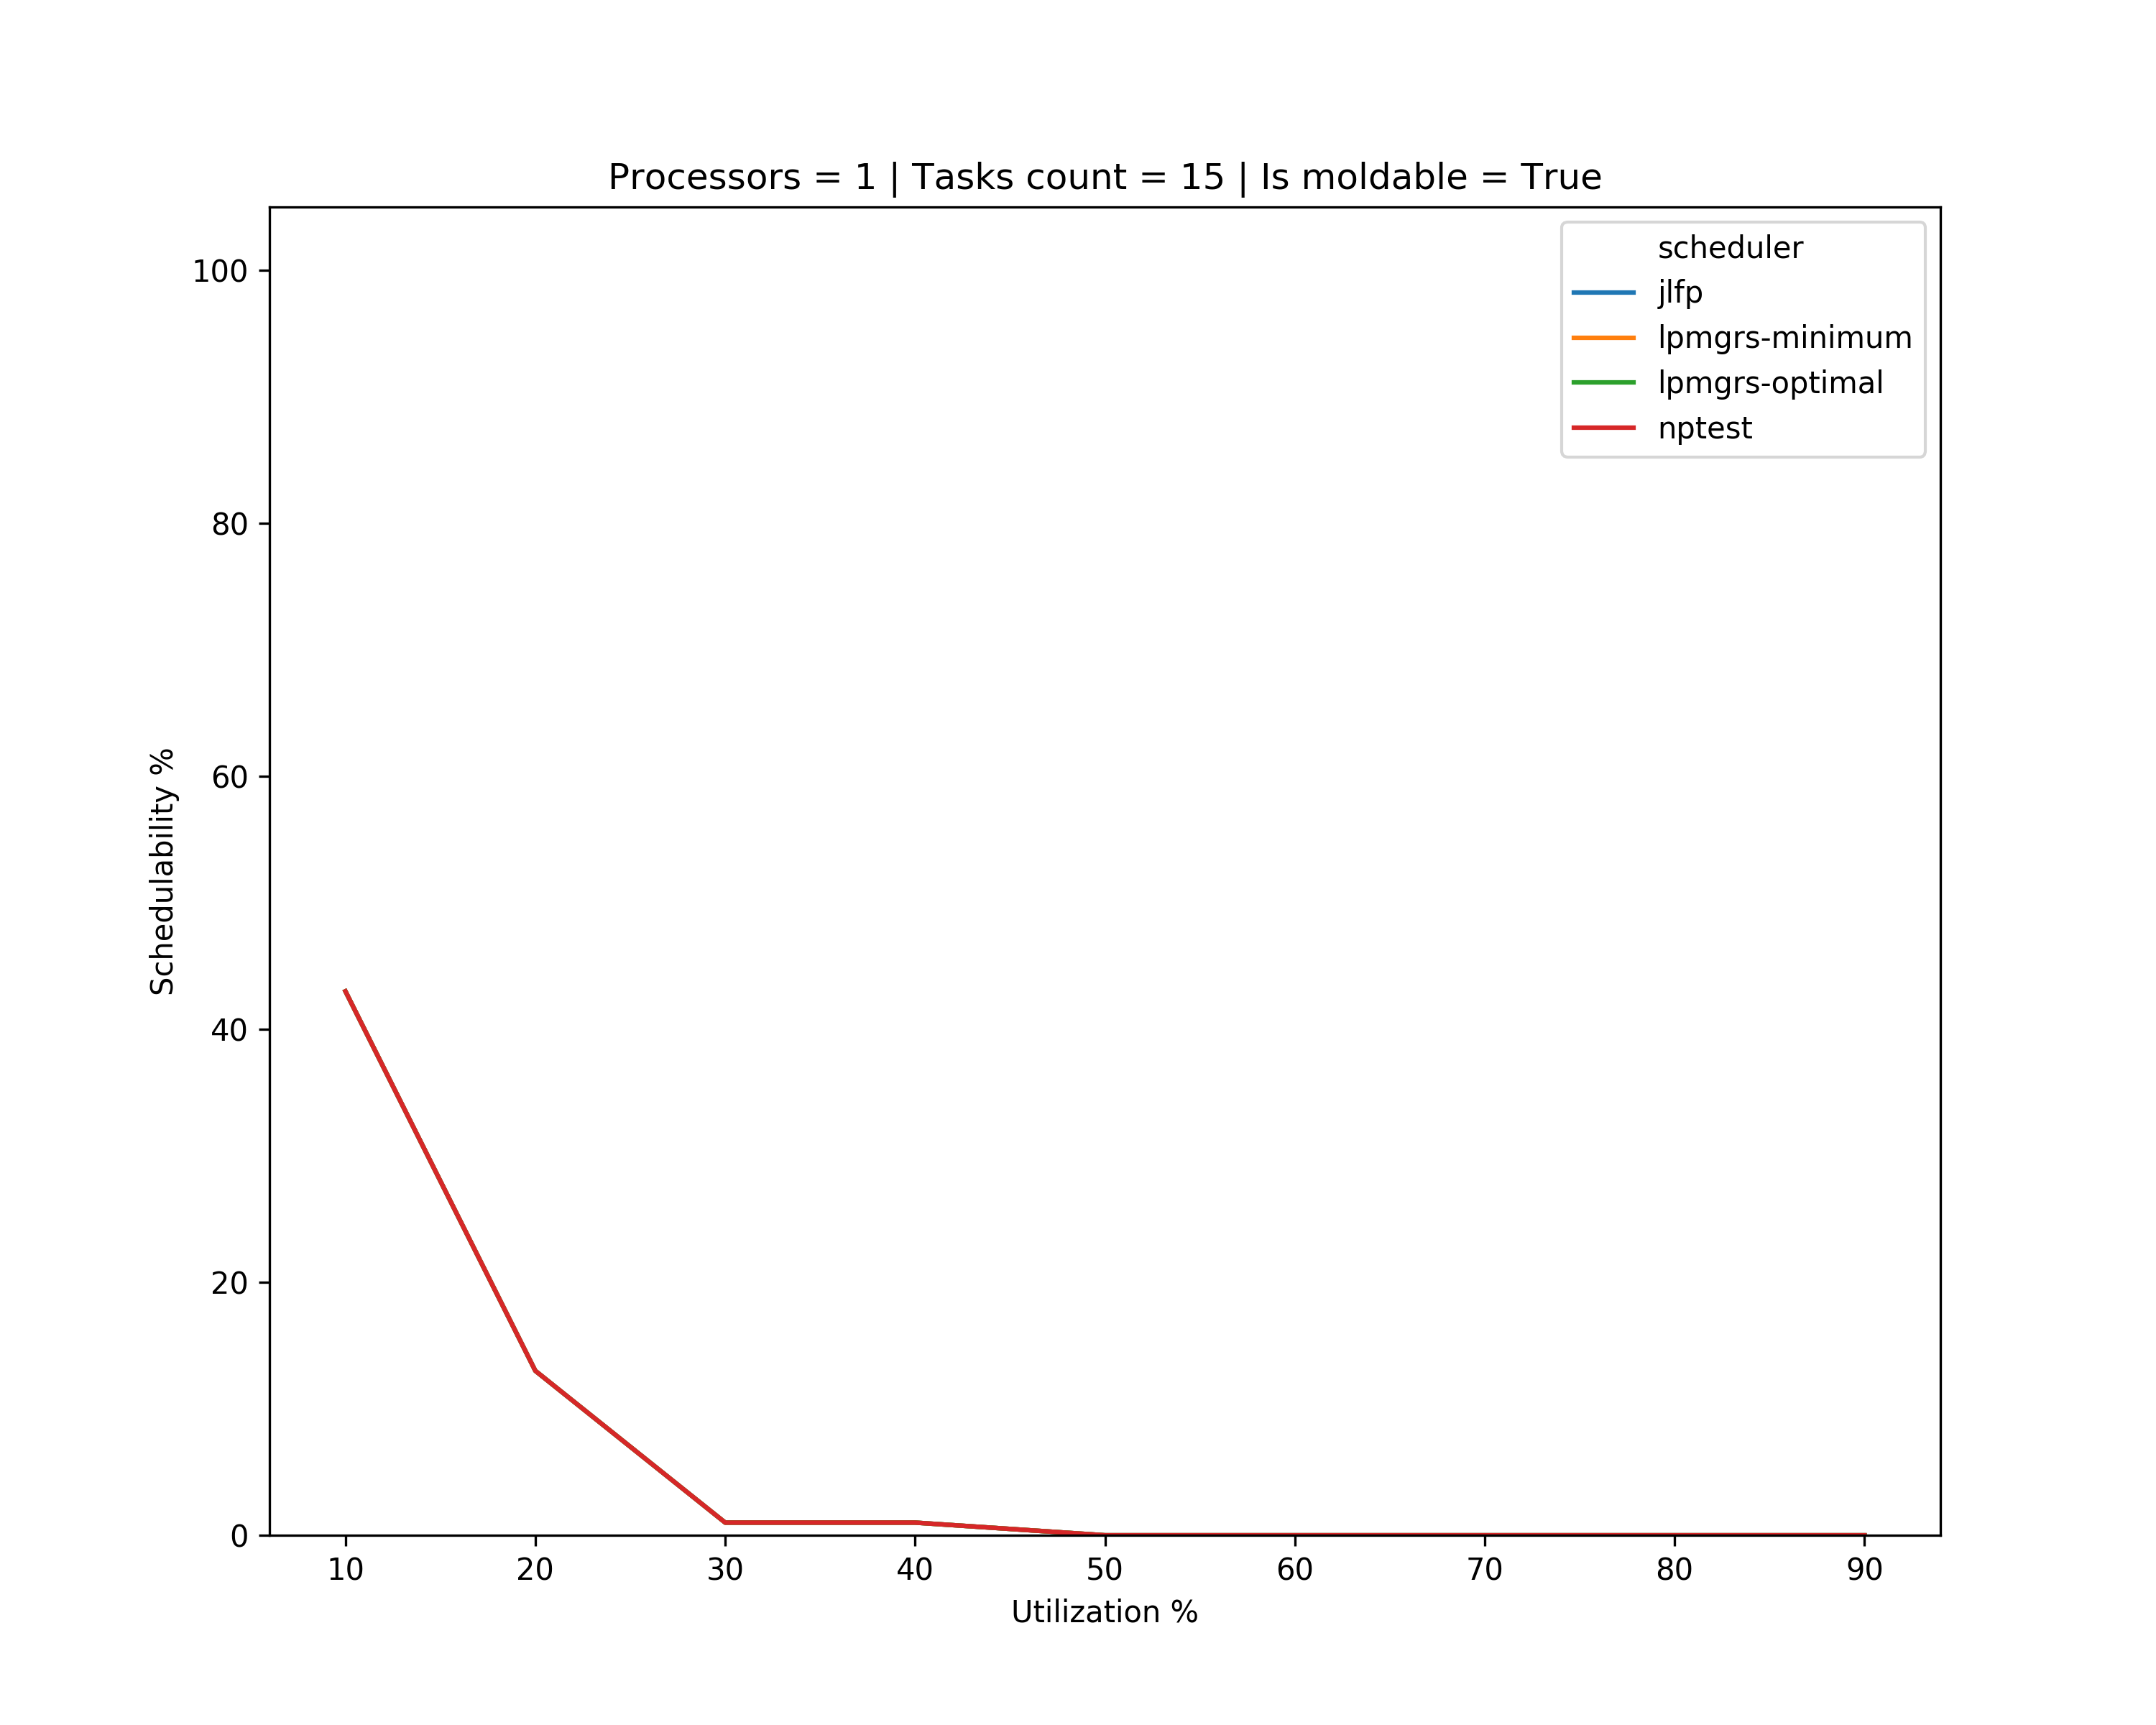 Processors = 1 | Tasks count = 15 | Is moldable = True
scheduler
jlfp
lpmgrs-minimum
lpmgrs-optimal
nptest
Schedulability %
100
80
60
40
20
0
10 20 30 40 50 60 70 80 90
Utilization %